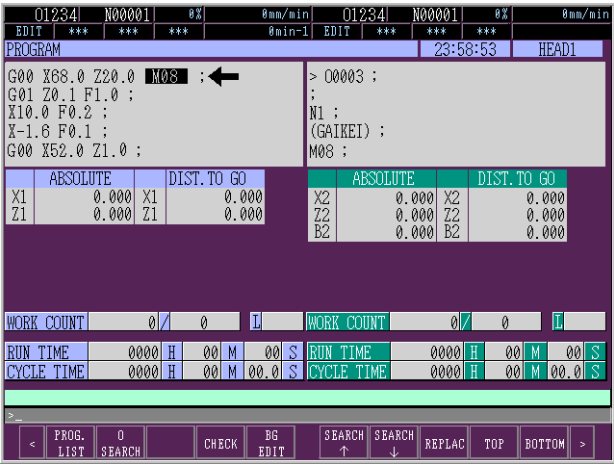 O1234 N00001 0% 0mm/min O1234 N00001 0% 0mm/min
EDIT *** *** *** 0min-1 EDIT *** *** ***
PROGRAM 23:58:53 HEAD1
G00 X68.0 Z20.0 M08 ;
G01 Z0.1 F1.0 ;
X10.0 F0.2 ;
X-1.6 F0.1 ;
G00 X52.0 Z1.0 ;
> O0003 ;
;
N1 ;
(GAIKEI) ;
M08 ;
ABSOLUTE DIST.TO GO
X1 0.000 X1 0.000
Z1 0.000 Z1 0.000
ABSOLUTE DIST.TO GO
X2 0.000 X2 0.000
Z2 0.000 Z2 0.000
B2 0.000 B2 0.000
WORK COUNT 0/ 0 L WORK COUNT 0/ 0 L
RUN TIME 0000 H 00 M 00 S RUN TIME 0000 H 00 M 00 S
CYCLE TIME 0000 H 00 M 00.0 S CYCLE TIME 0000 H 00 M 00.0 S
>_
< PROG. LIST O SEARCH CHECK BG EDIT SEARCH ↑ SEARCH ↓ REPLAC TOP BOTTOM >